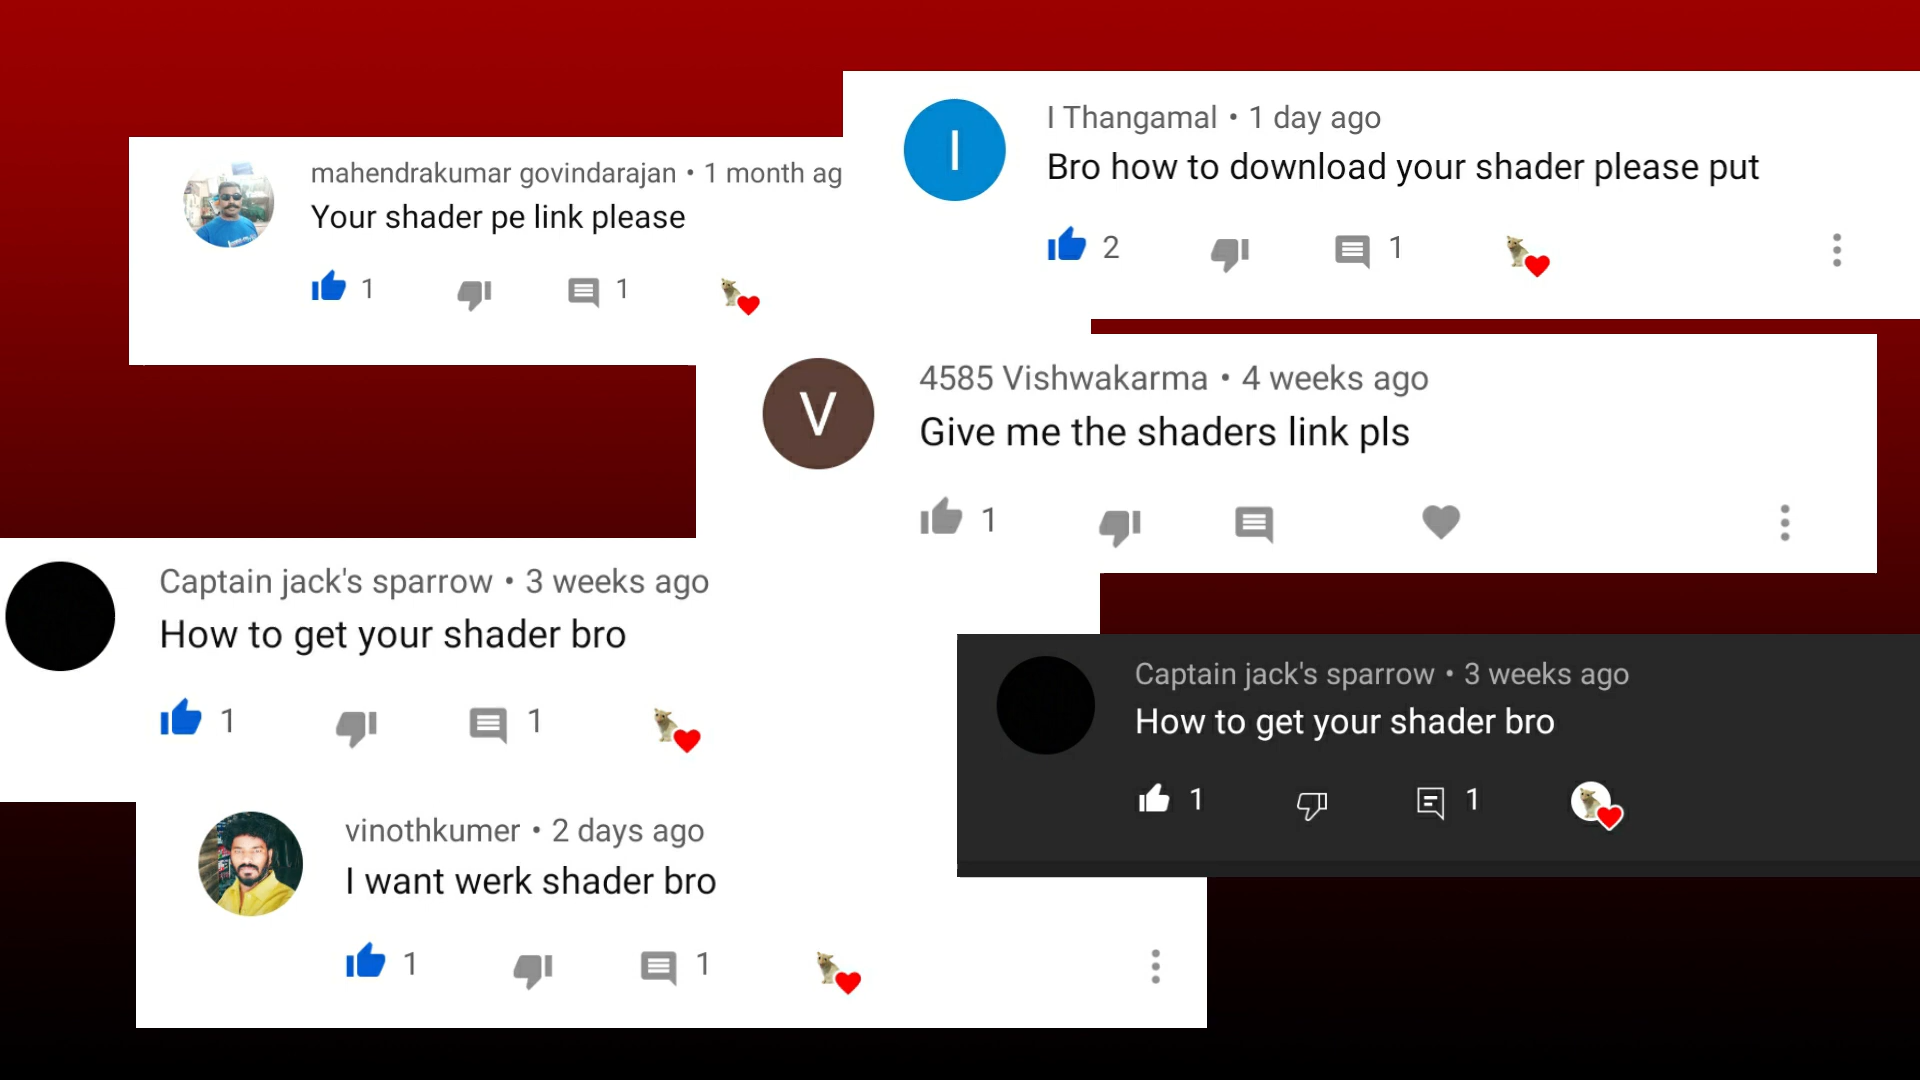 mahendrakumar govindarajan • 1 month ag
Your shader pe link please
1 1
I
I Thangamal • 1 day ago
Bro how to download your shader please put
2 1
V
4585 Vishwakarma • 4 weeks ago
Give me the shaders link pls
1
Captain jack's sparrow • 3 weeks ago
How to get your shader bro
1 1
Captain jack's sparrow • 3 weeks ago
How to get your shader bro
1 1
vinothkumer • 2 days ago
I want werk shader bro
1 1